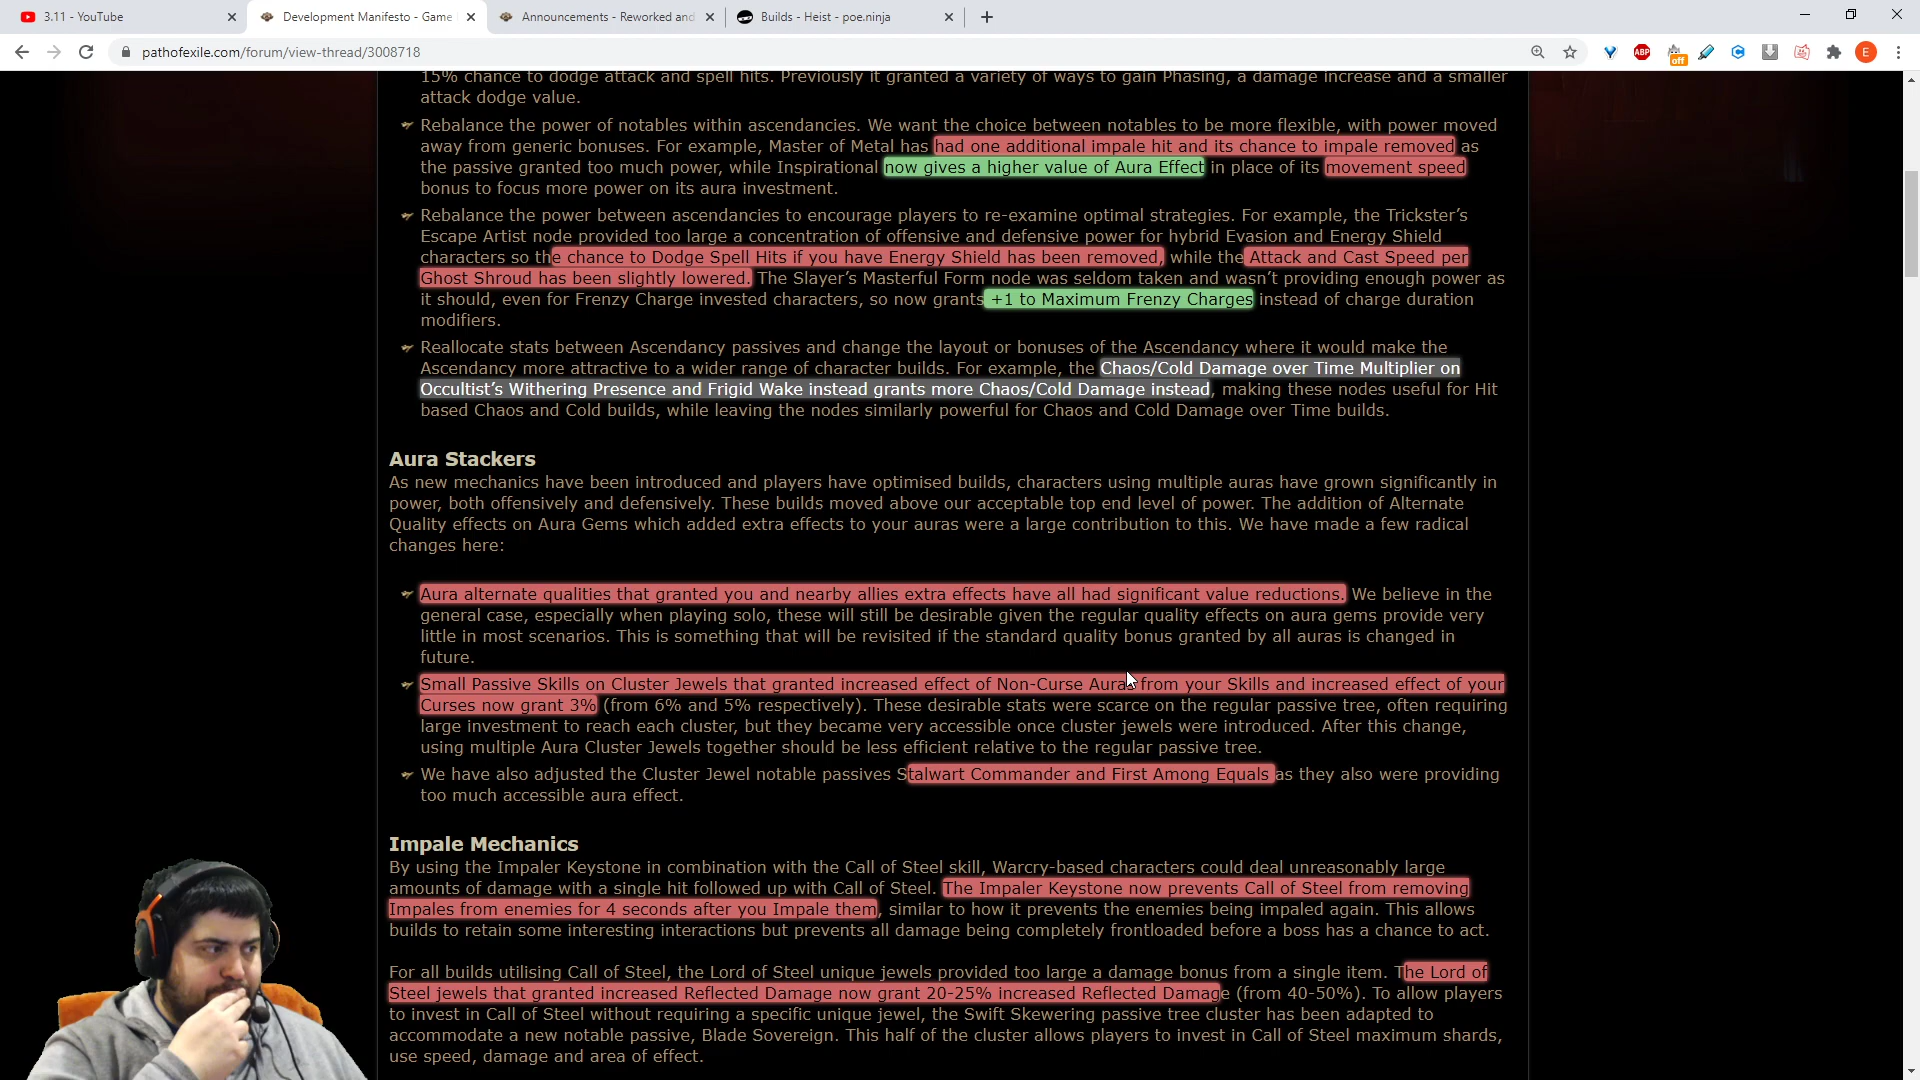 3.11 - YouTube
Development Manifesto - Game
Announcements - Reworked and
Builds - Heist - poe.ninja
pathofexile.com/forum/view-thread/3008718
ABP
off
E
15% chance to dodge attack and spell hits. Previously it granted a variety of ways to gain Phasing, a damage increase and a smaller
attack dodge value.
Rebalance the power of notables within ascendancies. We want the choice between notables to be more flexible, with power moved
away from generic bonuses. For example, Master of Metal has had one additional impale hit and its chance to impale removed as
the passive granted too much power, while Inspirational now gives a higher value of Aura Effect in place of its movement speed
bonus to focus more power on its aura investment.
Rebalance the power between ascendancies to encourage players to re-examine optimal strategies. For example, the Trickster's
Escape Artist node provided too large a concentration of offensive and defensive power for hybrid Evasion and Energy Shield
characters so the chance to Dodge Spell Hits if you have Energy Shield has been removed, while the Attack and Cast Speed per
Ghost Shroud has been slightly lowered. The Slayer's Masterful Form node was seldom taken and wasn't providing enough power as
it should, even for Frenzy Charge invested characters, so now grants +1 to Maximum Frenzy Charges instead of charge duration
modifiers.
Reallocate stats between Ascendancy passives and change the layout or bonuses of the Ascendancy where it would make the
Ascendancy more attractive to a wider range of character builds. For example, the Chaos/Cold Damage over Time Multiplier on
Occultist's Withering Presence and Frigid Wake instead grants more Chaos/Cold Damage instead, making these nodes useful for Hit
based Chaos and Cold builds, while leaving the nodes similarly powerful for Chaos and Cold Damage over Time builds.
Aura Stackers
As new mechanics have been introduced and players have optimised builds, characters using multiple auras have grown significantly in
power, both offensively and defensively. These builds moved above our acceptable top end level of power. The addition of Alternate
Quality effects on Aura Gems which added extra effects to your auras were a large contribution to this. We have made a few radical
changes here:
Aura alternate qualities that granted you and nearby allies extra effects have all had significant value reductions. We believe in the
general case, especially when playing solo, these will still be desirable given the regular quality effects on aura gems provide very
little in most scenarios. This is something that will be revisited if the standard quality bonus granted by all auras is changed in
future.
Small Passive Skills on Cluster Jewels that granted increased effect of Non-Curse Auras from your Skills and increased effect of your
Curses now grant 3% (from 6% and 5% respectively). These desirable stats were scarce on the regular passive tree, often requiring
large investment to reach each cluster, but they became very accessible once cluster jewels were introduced. After this change,
using multiple Aura Cluster Jewels together should be less efficient relative to the regular passive tree.
We have also adjusted the Cluster Jewel notable passives Stalwart Commander and First Among Equals as they also were providing
too much accessible aura effect.
Impale Mechanics
By using the Impaler Keystone in combination with the Call of Steel skill, Warcry-based characters could deal unreasonably large
amounts of damage with a single hit followed up with Call of Steel. The Impaler Keystone now prevents Call of Steel from removing
Impales from enemies for 4 seconds after you Impale them, similar to how it prevents the enemies being impaled again. This allows
builds to retain some interesting interactions but prevents all damage being completely frontloaded before a boss has a chance to act.
For all builds utilising Call of Steel, the Lord of Steel unique jewels provided too large a damage bonus from a single item. The Lord of
Steel jewels that granted increased Reflected Damage now grant 20-25% increased Reflected Damage (from 40-50%). To allow players
to invest in Call of Steel without requiring a specific unique jewel, the Swift Skewering passive tree cluster has been adapted to
accommodate a new notable passive, Blade Sovereign. This half of the cluster allows players to invest in Call of Steel maximum shards,
use speed, damage and area of effect.